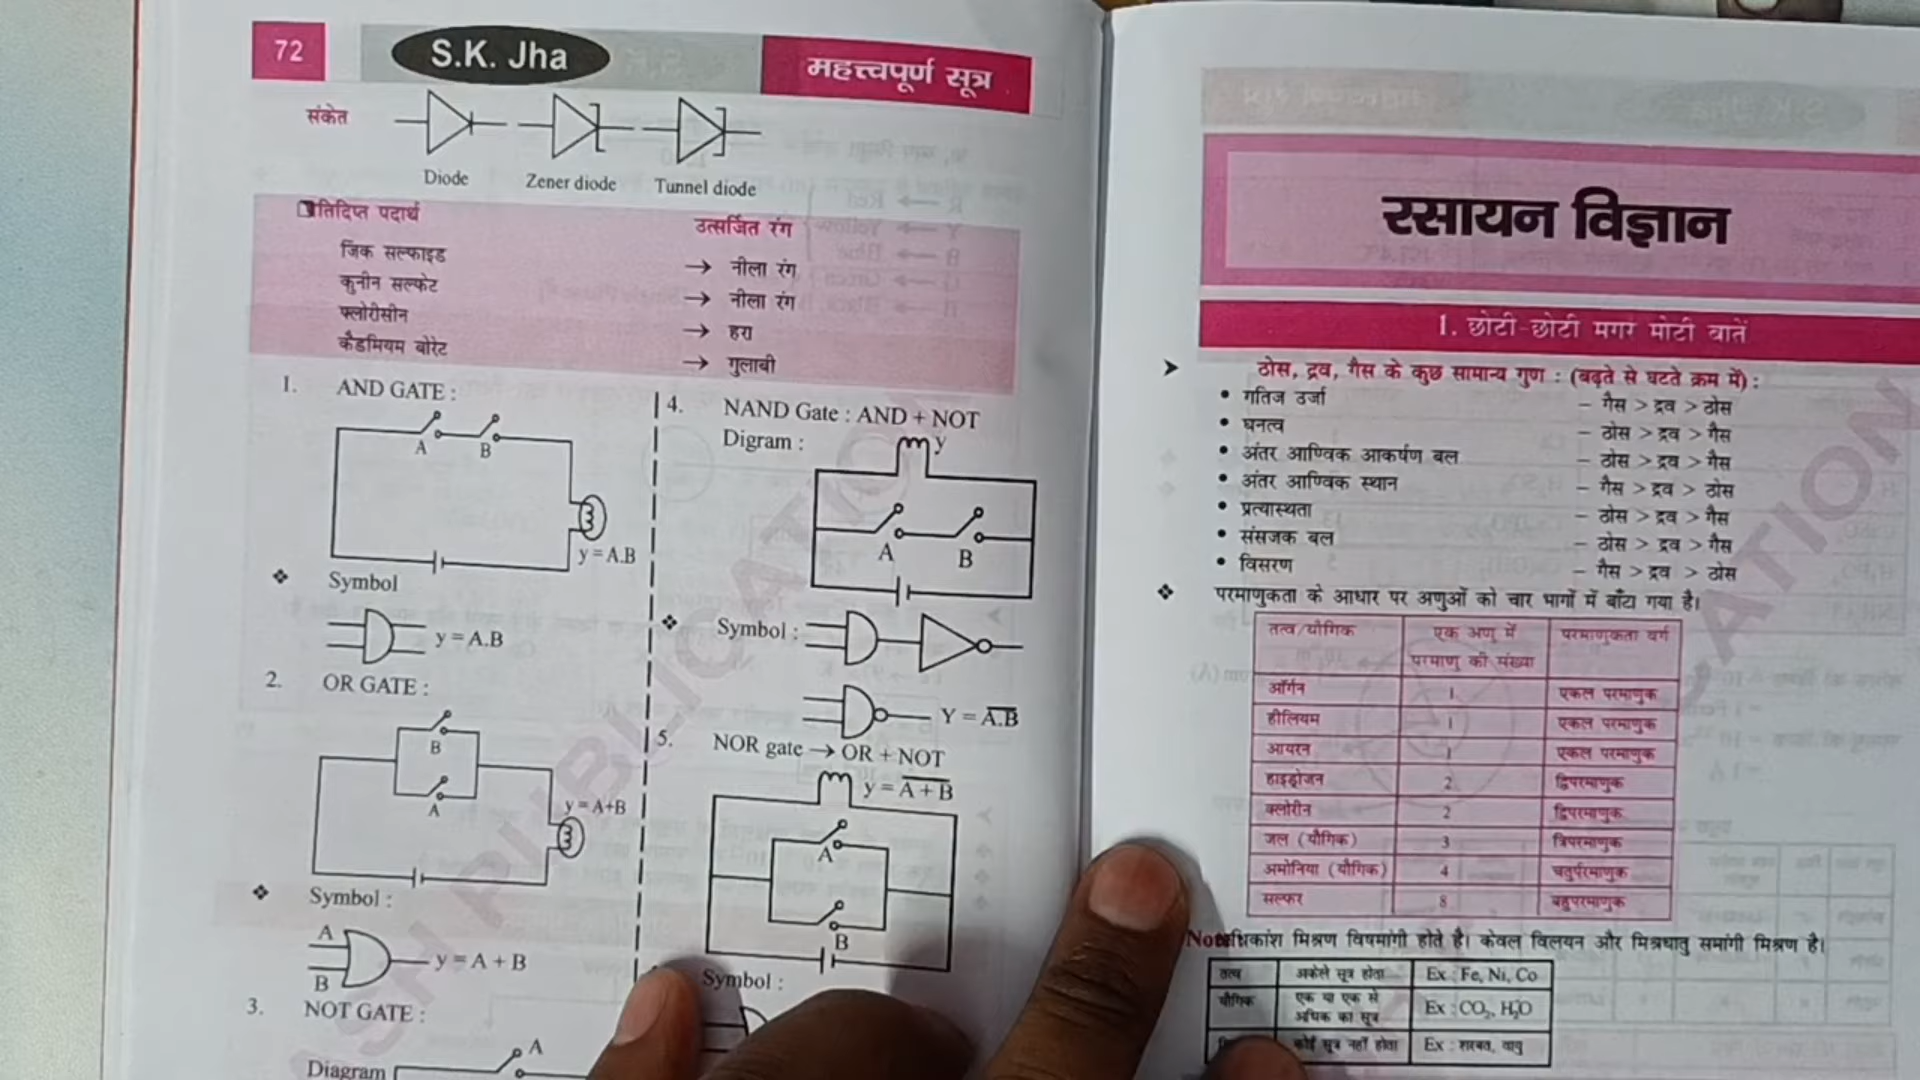 72
S.K. Jha
महत्त्वपूर्ण सूत्र
संकेत
Diode
Zener diode
Tunnel diode
प्रतिदिप्त पदार्थ
उत्सर्जित रंग
जिंक सल्फाइड → नीला रंग
कुनीन सल्फेट → नीला रंग
फ्लोरीसीन → हरा
कैडमियम बोरेट → गुलाबी
1. AND GATE :
A
B
y = A.B
❖ Symbol
y = A.B
2. OR GATE :
B
A
y = A+B
❖ Symbol :
A
B
y = A + B
3. NOT GATE :
A
Diagram
4. NAND Gate : AND + NOT
Digram :
y
A
B
❖ Symbol :
Y = A̅.̅B̅
5. NOR gate → OR + NOT
y = A̅ ̅+̅ ̅B̅
A
B
Symbol :
रसायन विज्ञान
1. छोटी-छोटी मगर मोटी बातें
➤ ठोस, द्रव, गैस के कुछ सामान्य गुण : (बढ़ते से घटते क्रम में) :
• गतिज उर्जा – गैस > द्रव > ठोस
• घनत्व – ठोस > द्रव > गैस
• अंतर आण्विक आकर्षण बल – ठोस > द्रव > गैस
• अंतर आण्विक स्थान – गैस > द्रव > ठोस
• प्रत्यास्थता – ठोस > द्रव > गैस
• संसजक बल – ठोस > द्रव > गैस
• विसरण – गैस > द्रव > ठोस
❖ परमाणुकता के आधार पर अणुओं को चार भागों में बाँटा गया है।
तत्व/यौगिक एक अणु में परमाणु की संख्या परमाणुकता वर्ग
ऑर्गन 1 एकल परमाणुक
हीलियम 1 एकल परमाणुक
आयरन 1 एकल परमाणुक
हाइड्रोजन 2 द्विपरमाणुक
क्लोरीन 2 द्विपरमाणुक
जल (यौगिक) 3 त्रिपरमाणुक
अमोनिया (यौगिक) 4 चतुर्परमाणुक
सल्फर 8 बहुपरमाणुक
मिश्रण विषमांगी होते है। केवल विलयन और मिश्रधातु समांगी मिश्रण है।
तत्व अकेले सूत्र होता Ex : Fe, Ni, Co
यौगिक एक या एक से अधिक का सूत्र Ex : CO₂, H₂O
कोई सूत्र नहीं होता Ex : शरबत, वायु